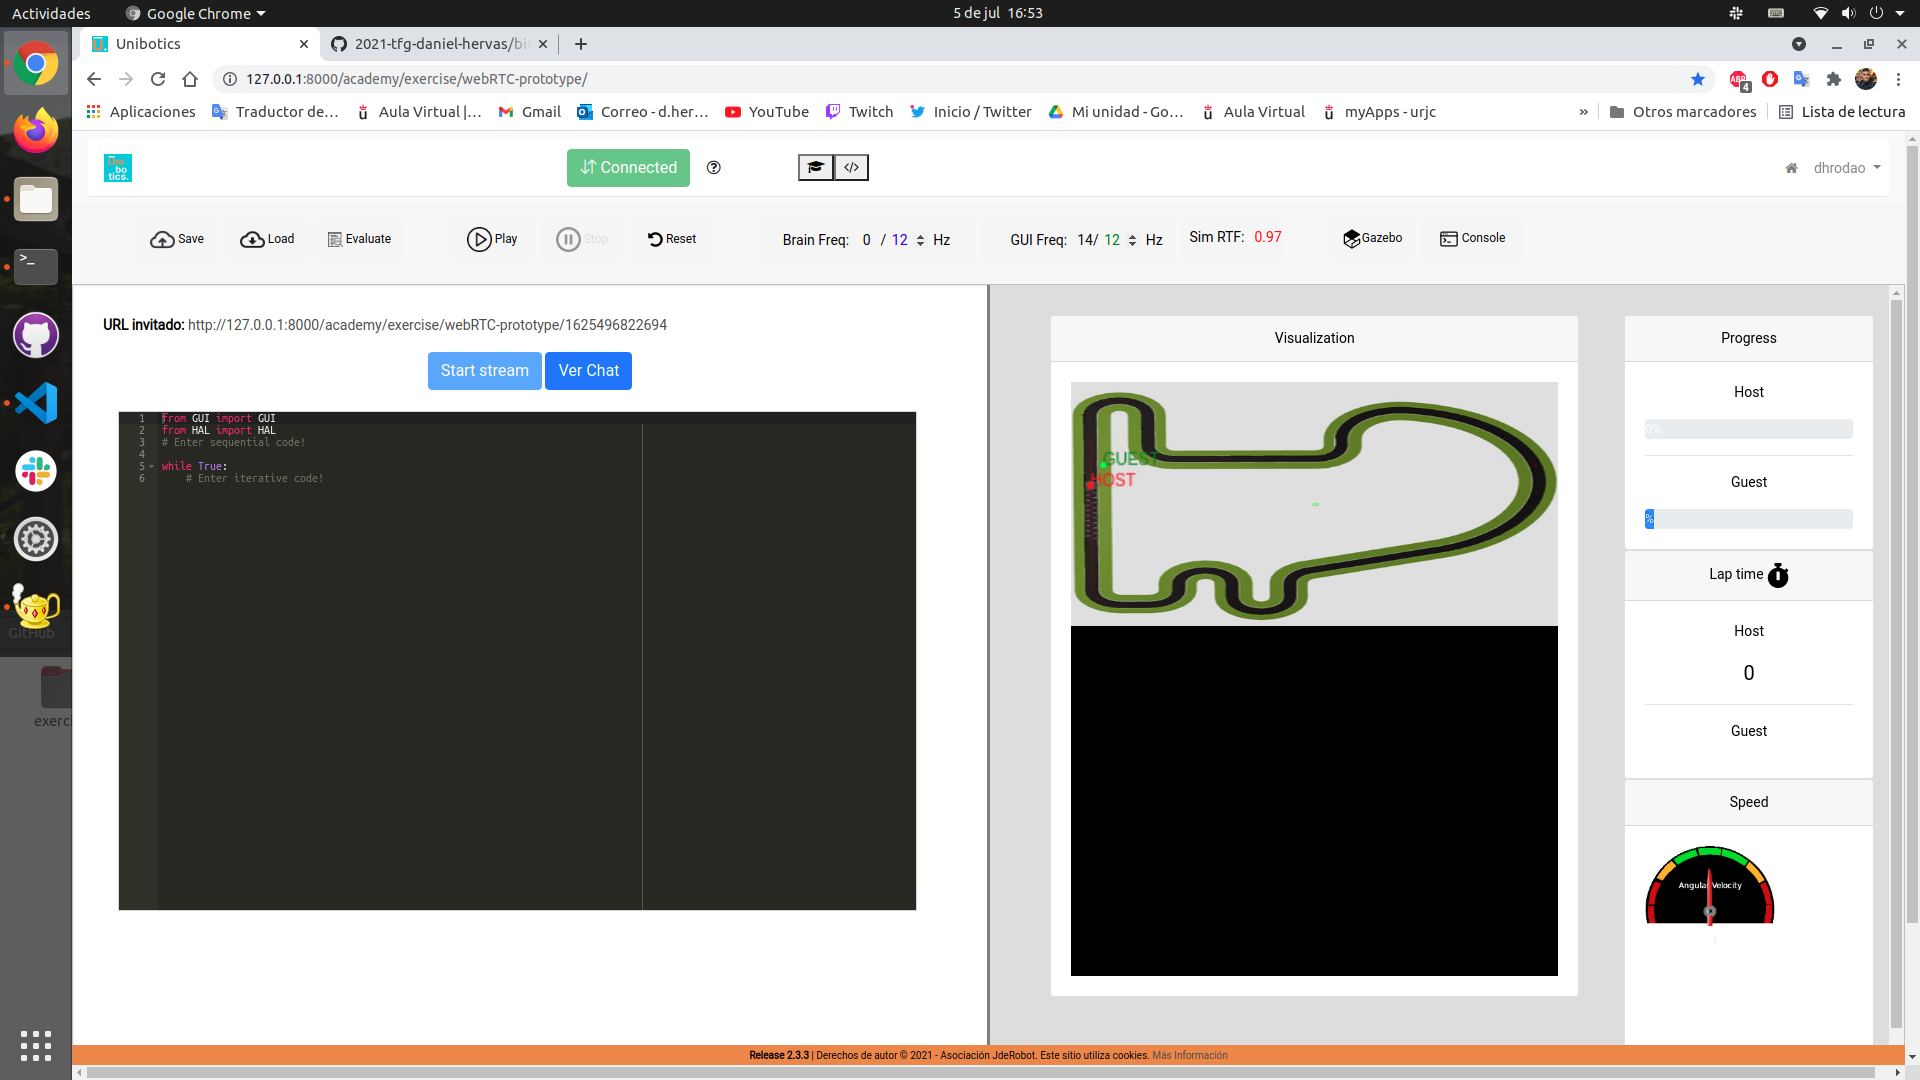 Actividades
Google Chrome
5 de jul 16:53
Unibotics
2021-tfg-daniel-hervas/bi
127.0.0.1:8000/academy/exercise/webRTC-prototype/
ABP
4
Aplicaciones
Traductor de…
Aula Virtual |…
Gmail
Correo - d.her…
YouTube
Twitch
Inicio / Twitter
Mi unidad - Go…
Aula Virtual
myApps - urjc
»
Otros marcadores
Lista de lectura
Uni
bo
tics.
Connected
</>
dhrodao
Save
Load
Evaluate
Play
Stop
Reset
Brain Freq: 0 / 12 Hz
GUI Freq: 14/ 12 Hz
Sim RTF: 0.97
Gazebo
Console
URL invitado: http://127.0.0.1:8000/academy/exercise/webRTC-prototype/1625496822694
Start stream
Ver Chat
1 from GUI import GUI
2 from HAL import HAL
3 # Enter sequential code!
4
5 while True:
6 # Enter iterative code!
Visualization
GUEST
HOST
Progress
Host
0%
Guest
%
Lap time
Host
0
Guest
Speed
Angular Velocity
GitHub
exerci
Release 2.3.3 | Derechos de autor © 2021 - Asociación JdeRobot. Este sitio utiliza cookies. Más Información